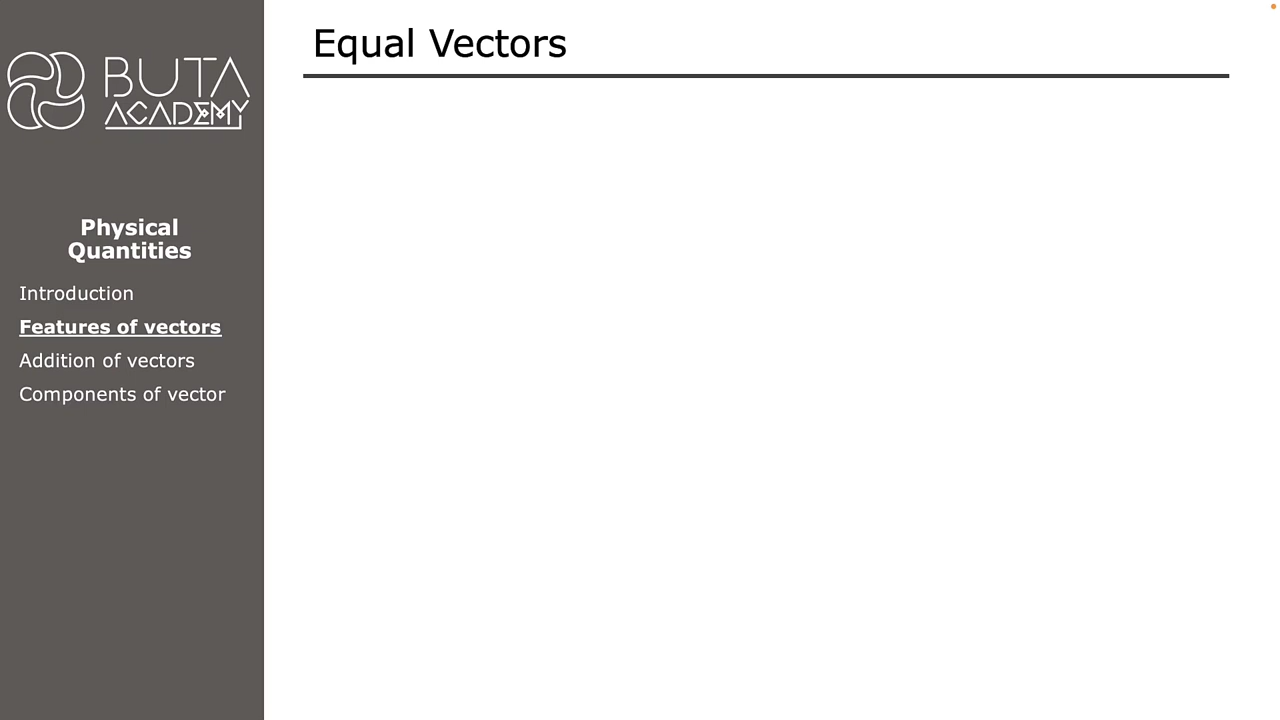 BUTA
ACADEMY
Physical
Quantities
Introduction
Features of vectors
Addition of vectors
Components of vector
Equal Vectors